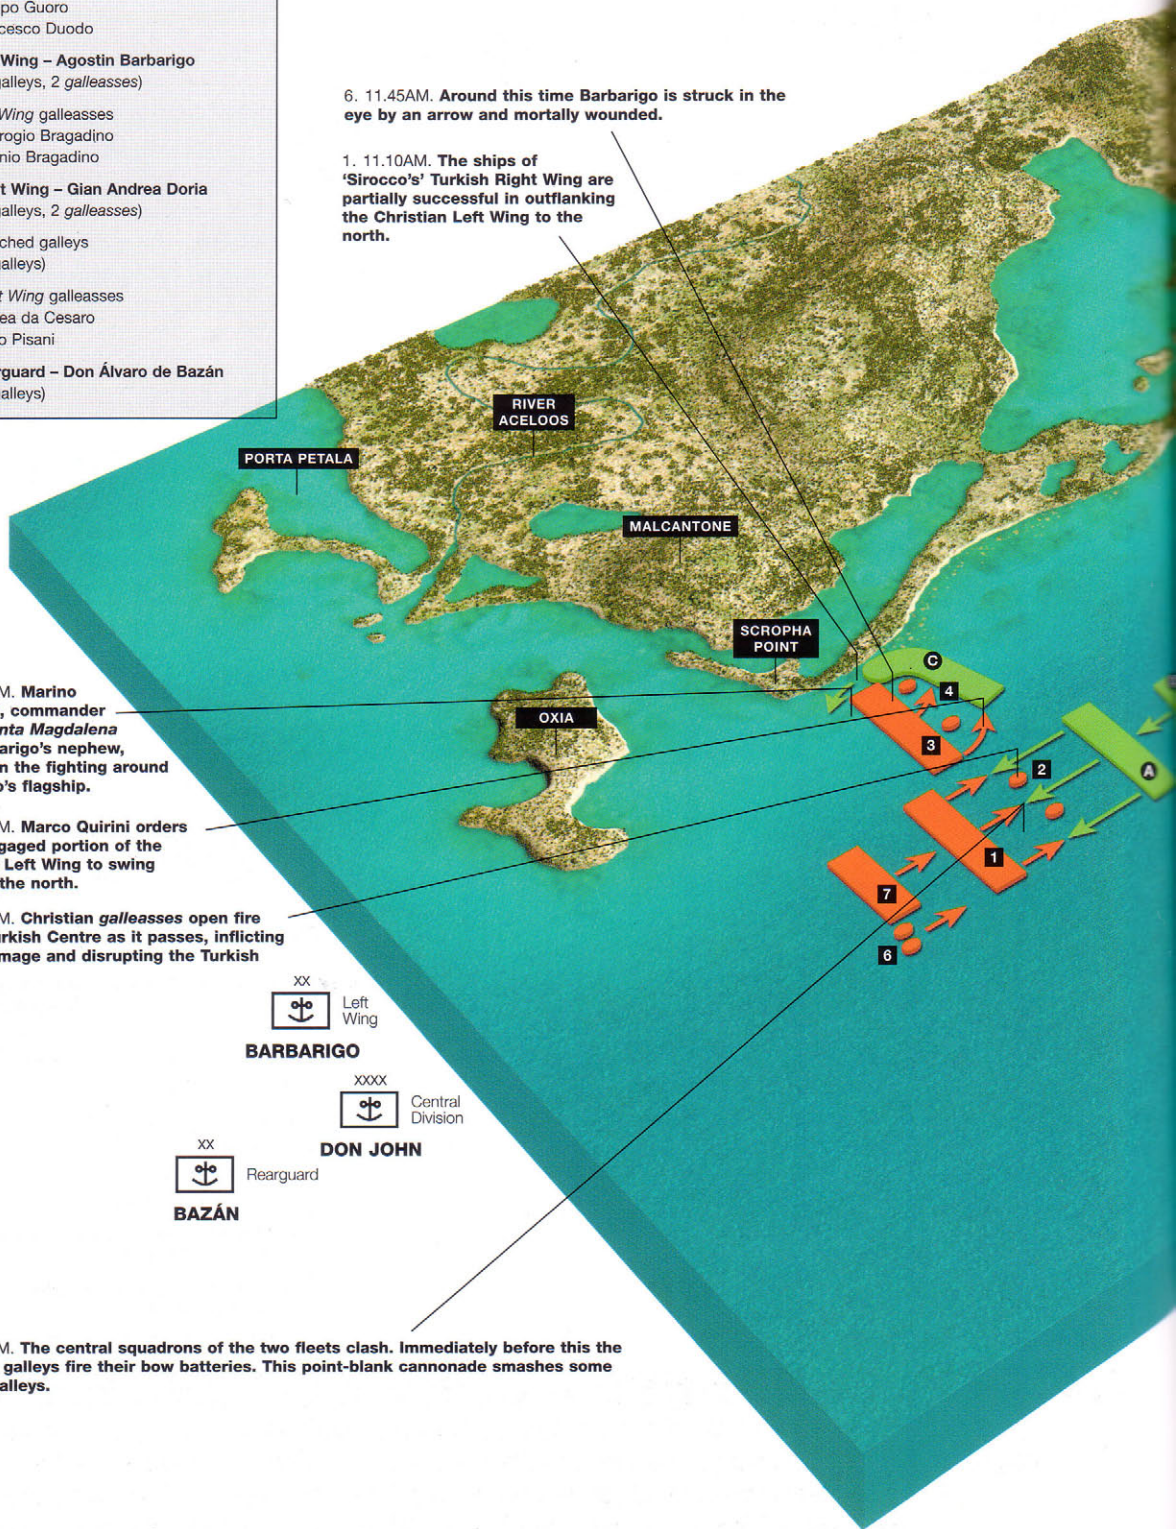 po Guoro
cesco Duodo
Wing – Agostin Barbarigo
galleys, 2 galleasses)
Wing galleasses
rogio Bragadino
nio Bragadino
t Wing – Gian Andrea Doria
galleys, 2 galleasses)
ched galleys
galleys)
t Wing galleasses
ea da Cesaro
o Pisani
rguard – Don Álvaro de Bazán
galleys)
6. 11.45AM. Around this time Barbarigo is struck in the
eye by an arrow and mortally wounded.
1. 11.10AM. The ships of
‘Sirocco’s’ Turkish Right Wing are
partially successful in outflanking
the Christian Left Wing to the
north.
RIVER
ACELOOS
PORTA PETALA
MALCANTONE
SCROPHA
POINT
OXIA
C
4
3
2
A
1
7
6
M. Marino
, commander
nta Magdalena
arigo’s nephew,
n the fighting around
o’s flagship.
M. Marco Quirini orders
gaged portion of the
Left Wing to swing
the north.
M. Christian galleasses open fire
urkish Centre as it passes, inflicting
mage and disrupting the Turkish
XX
Left
Wing
BARBARIGO
XXXX
Central
Division
DON JOHN
XX
Rearguard
BAZÁN
M. The central squadrons of the two fleets clash. Immediately before this the
galleys fire their bow batteries. This point-blank cannonade smashes some
alleys.